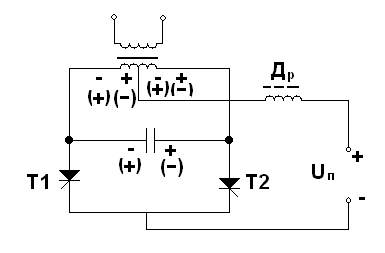 - + + +
(+) (-) (-) (-)
Др
- +
(+) (-)
T1
T2
Uп
+
-